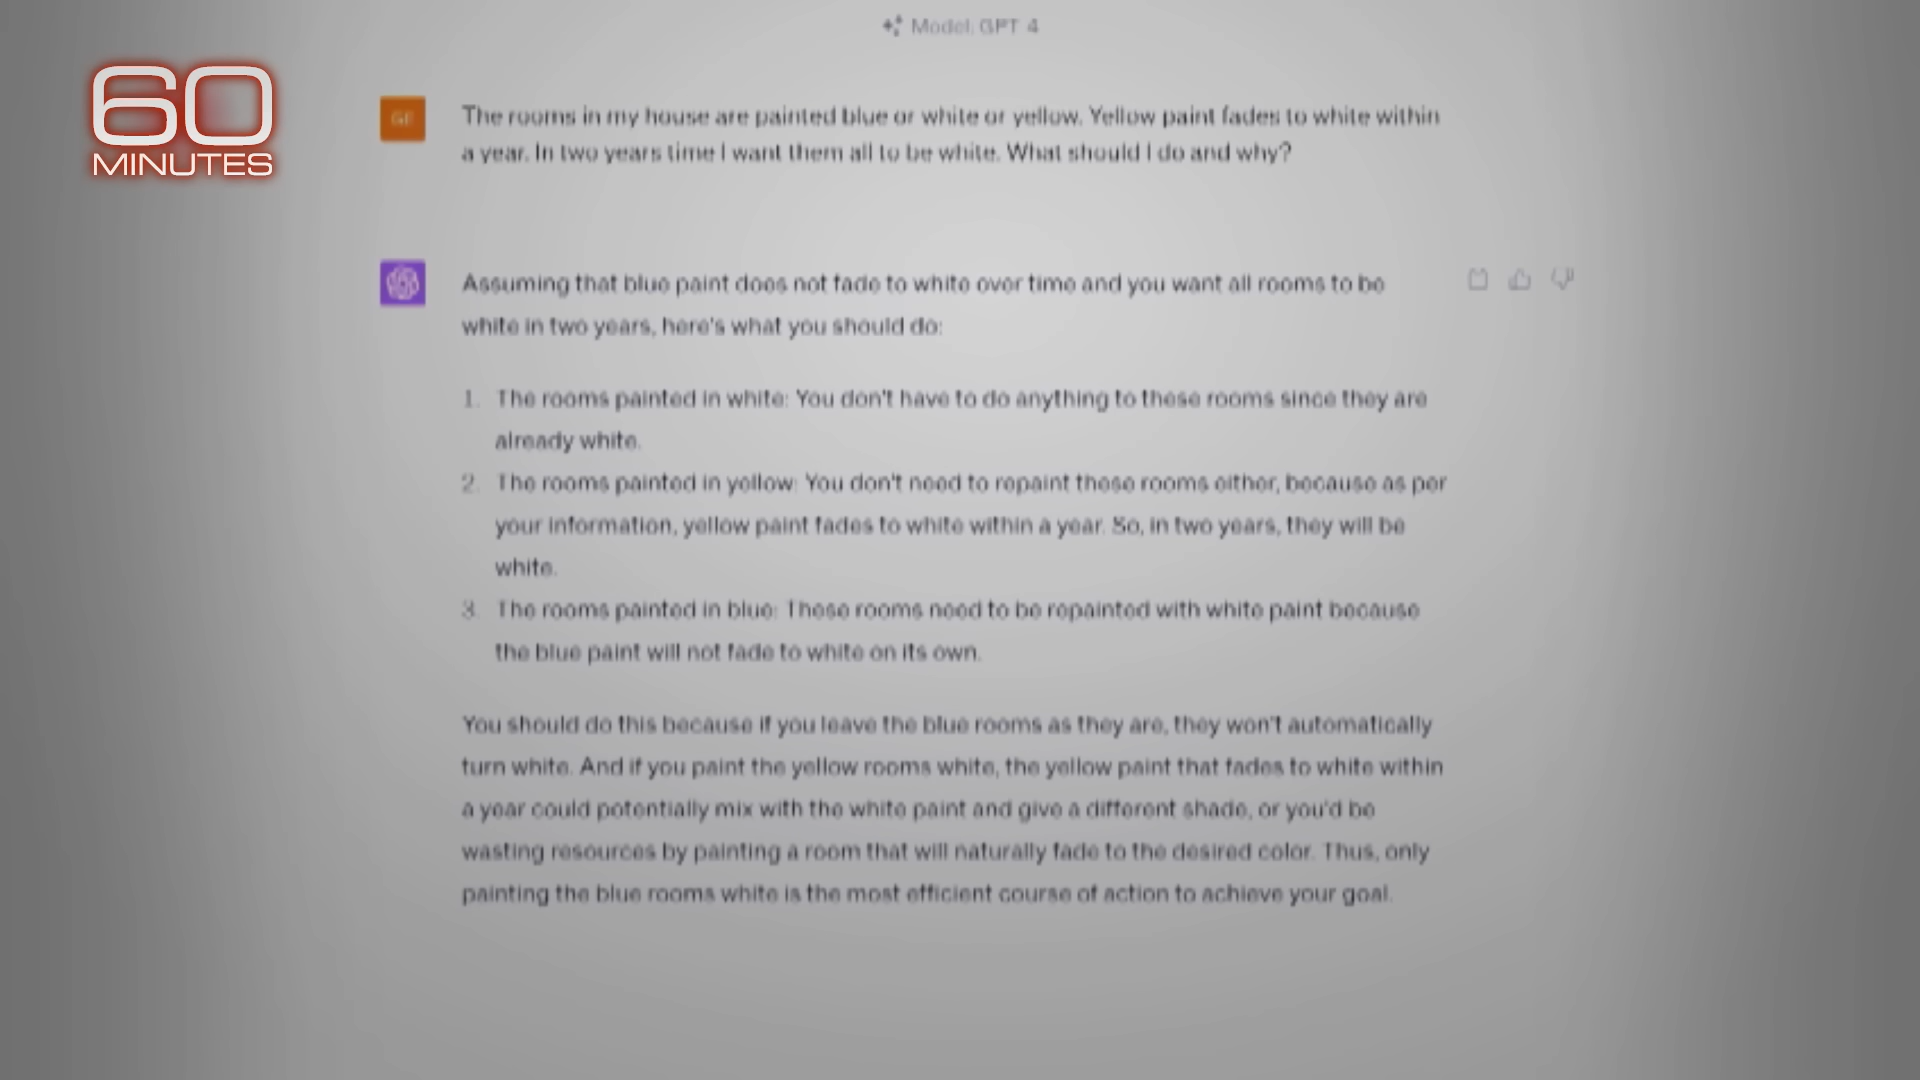 Model: GPT 4
60
MINUTES
GE
The rooms in my house are painted blue or white or yellow. Yellow paint fades to white within
a year. In two years time I want them all to be white. What should I do and why?
Assuming that blue paint does not fade to white over time and you want all rooms to be
white in two years, here's what you should do:
1. The rooms painted in white: You don't have to do anything to these rooms since they are
already white.
2. The rooms painted in yellow: You don't need to repaint these rooms either, because as per
your information, yellow paint fades to white within a year. So, in two years, they will be
white.
3. The rooms painted in blue: These rooms need to be repainted with white paint because
the blue paint will not fade to white on its own.
You should do this because if you leave the blue rooms as they are, they won't automatically
turn white. And if you paint the yellow rooms white, the yellow paint that fades to white within
a year could potentially mix with the white paint and give a different shade, or you'd be
wasting resources by painting a room that will naturally fade to the desired color. Thus, only
painting the blue rooms white is the most efficient course of action to achieve your goal.